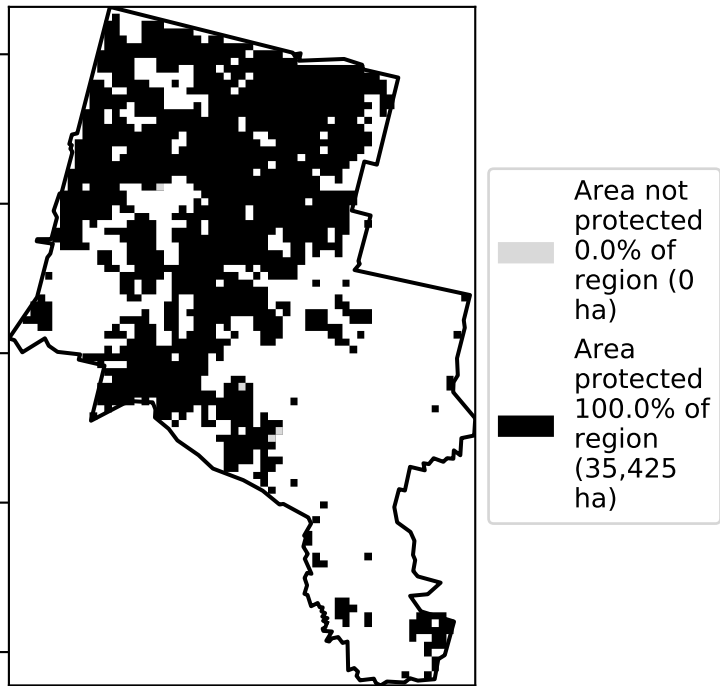 Area not
protected
0.0% of
region (0
ha)
Area
protected
100.0% of
region
(35,425
ha)